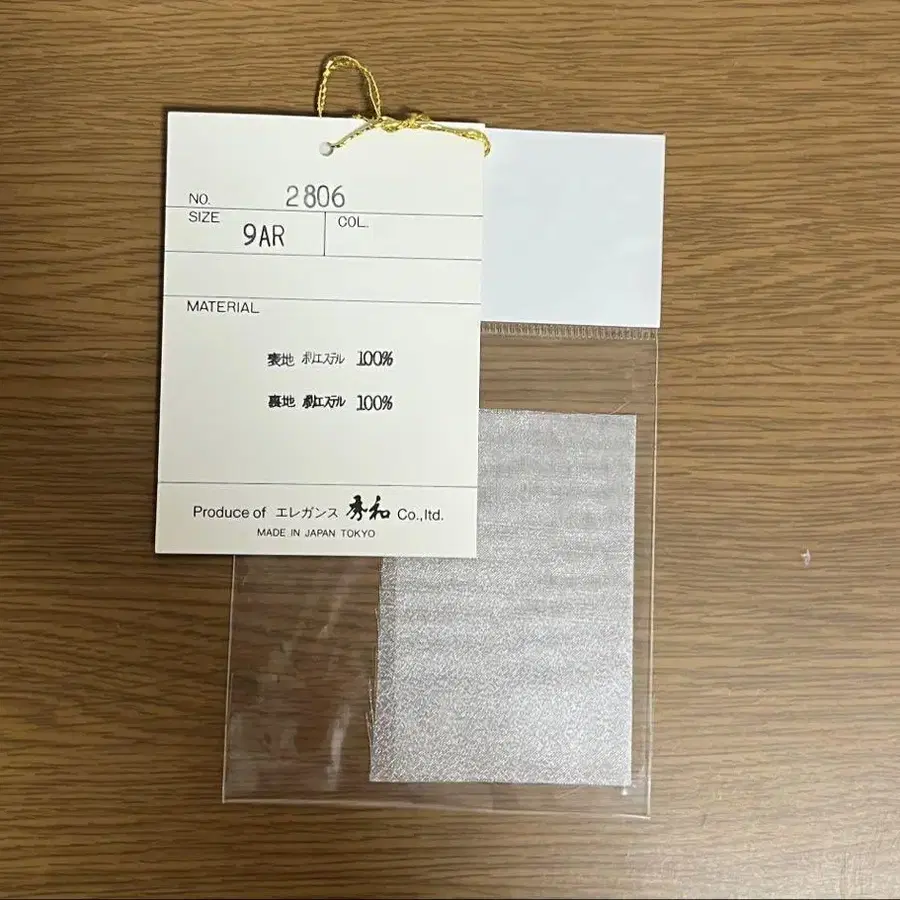 NO. 2806
SIZE 9AR COL.
MATERIAL
表地 ポリエステル 100%
裏地 ポリエステル 100%
Produce of エレガンス 秀和 Co.,ltd.
MADE IN JAPAN TOKYO